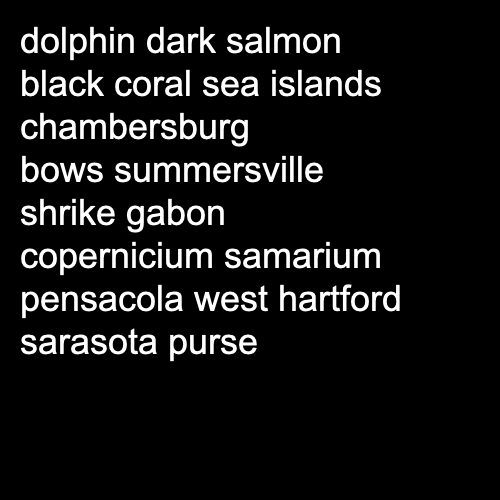 dolphin dark salmon
black coral sea islands
chambersburg
bows summersville
shrike gabon
copernicium samarium
pensacola west hartford
sarasota purse